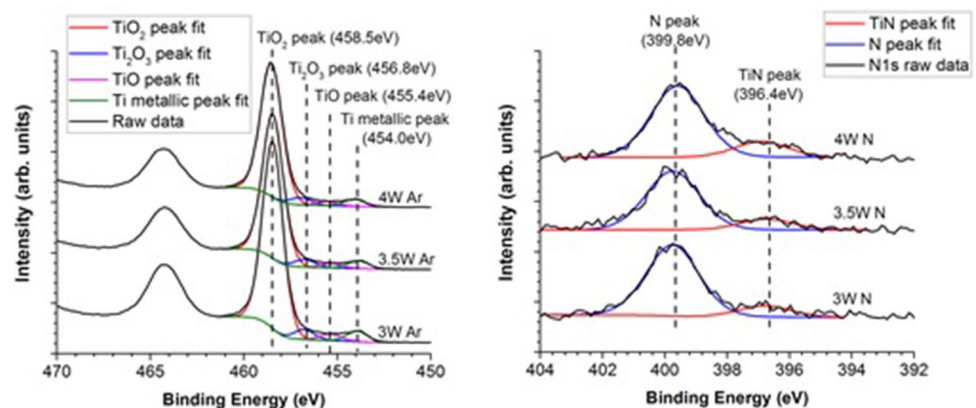 TiO₂ peak fit
Ti₂O₃ peak fit
TiO peak fit
Ti metallic peak fit
Raw data
TiO₂ peak (458.5eV)
Ti₂O₃ peak (456.8eV)
TiO peak (455.4eV)
Ti metallic peak
(454.0eV)
4W Ar
3.5W Ar
3W Ar
Intensity (arb. units)
470 465 460 455 450
Binding Energy (eV)
N peak
(399.8eV)
TiN peak
(396.4eV)
TiN peak fit
N peak fit
N1s raw data
4W N
3.5W N
3W N
Intensity (arb. units)
404 402 400 398 396 394 392
Binding Energy (eV)